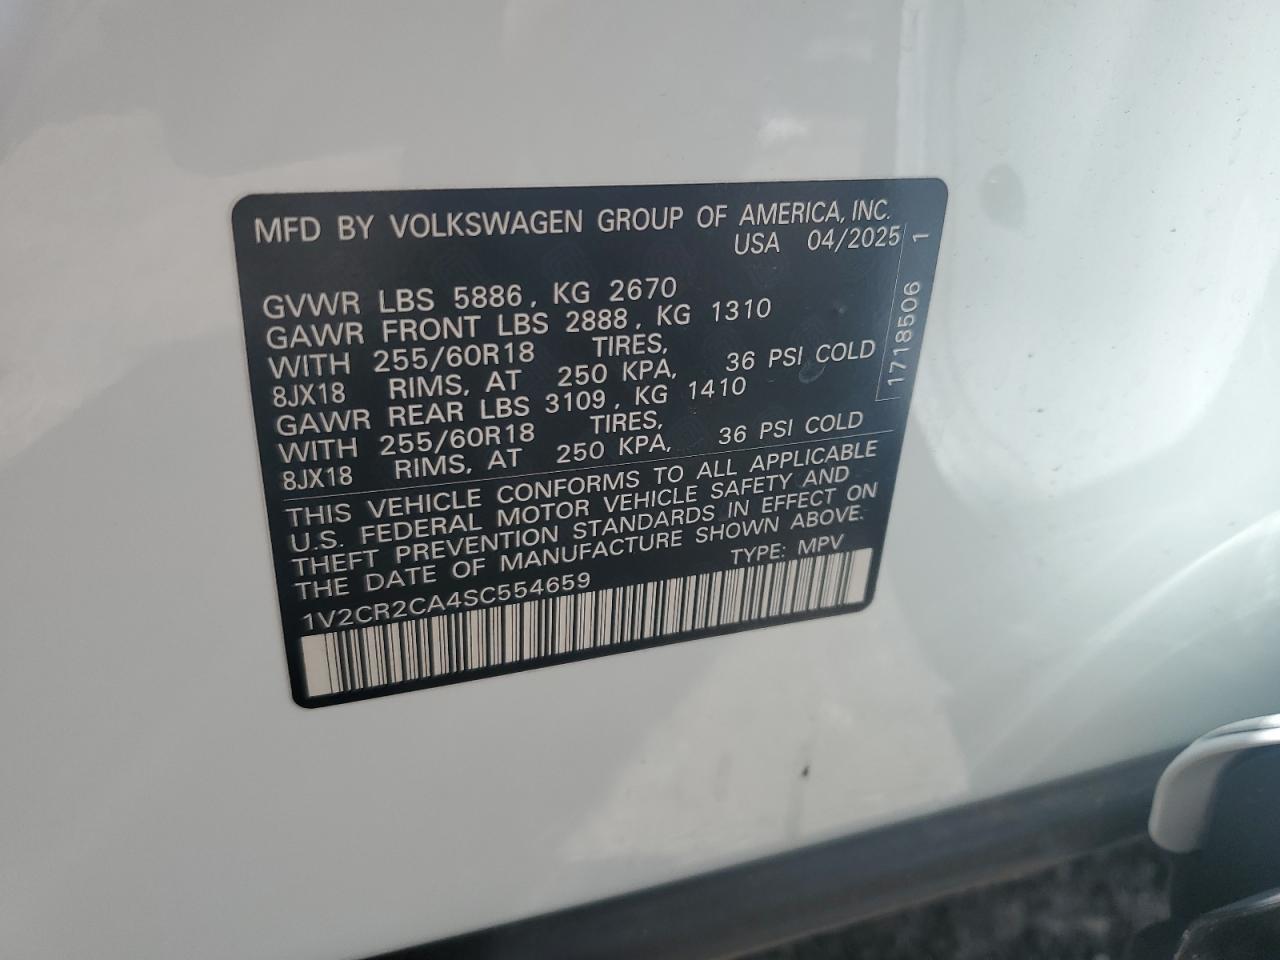 MFD BY VOLKSWAGEN GROUP OF AMERICA, INC.
USA 04/2025
GVWR LBS 5886, KG 2670
GAWR FRONT LBS 2888, KG 1310
WITH 255/60R18 TIRES,
8JX18 RIMS, AT 250 KPA, 36 PSI COLD
GAWR REAR LBS 3109, KG 1410
WITH 255/60R18 TIRES,
8JX18 RIMS, AT 250 KPA, 36 PSI COLD
THIS VEHICLE CONFORMS TO ALL APPLICABLE
U.S. FEDERAL MOTOR VEHICLE SAFETY AND
THEFT PREVENTION STANDARDS IN EFFECT ON
THE DATE OF MANUFACTURE SHOWN ABOVE.
1V2CR2CA4SC554659 TYPE: MPV
1718506 1